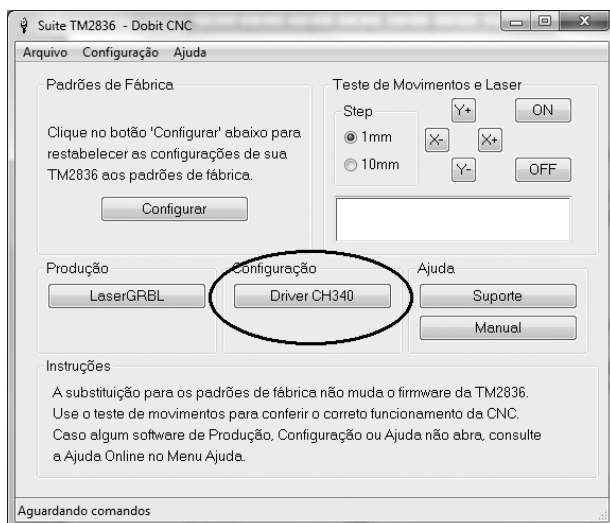 Suite TM2836 - Dobit CNC
Arquivo Configuração Ajuda
Padrões de Fábrica
Clique no botão 'Configurar' abaixo para
restabelecer as configurações de sua
TM2836 aos padrões de fábrica.
Configurar
Teste de Movimentos e Laser
Step
1mm
10mm
Y+
X-
X+
Y-
ON
OFF
Produção
LaserGRBL
Configuração
Driver CH340
Ajuda
Suporte
Manual
Instruções
A substituição para os padrões de fábrica não muda o firmware da TM2836.
Use o teste de movimentos para conferir o correto funcionamento da CNC.
Caso algum software de Produção, Configuração ou Ajuda não abra, consulte
a Ajuda Online no Menu Ajuda.
Aguardando comandos